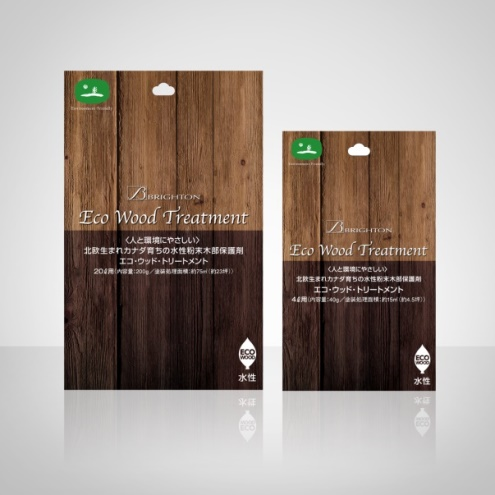 Environment Friendly
BRIGHTON
Eco Wood Treatment
〈人と環境にやさしい〉
北欧生まれカナダ育ちの水性粉末木部保護剤
エコ・ウッド・トリートメント
20ℓ用(内容量:200g/塗装処理面積:約75㎡(約23坪))
ECO
WOOD
水性
Environment Friendly
BRIGHTON
Eco Wood Treatment
〈人と環境にやさしい〉
北欧生まれカナダ育ちの水性粉末木部保護剤
エコ・ウッド・トリートメント
4ℓ用(内容量:40g/塗装処理面積:約15㎡(約4.5坪))
ECO
WOOD
水性